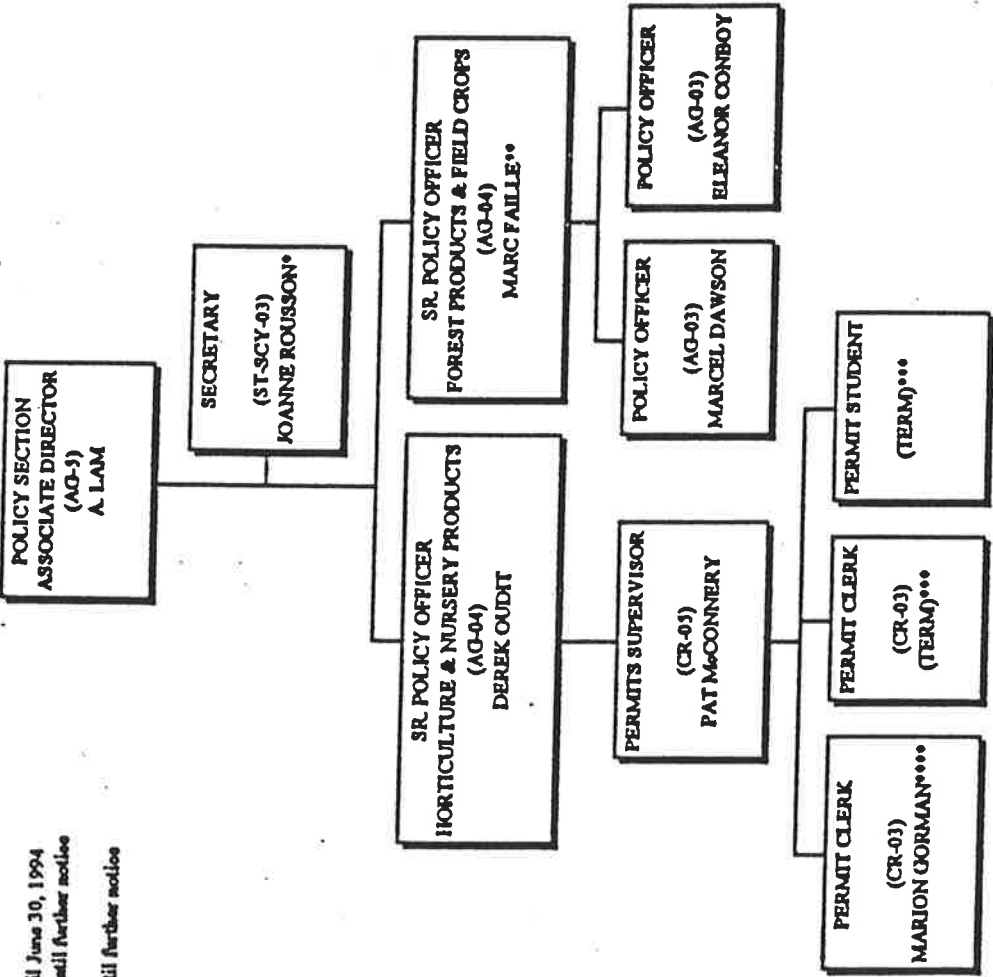 POLICY SECTION
ASSOCIATE DIRECTOR
(AG-5)
A. LAM
SECRETARY
(ST-SCY-03)
JOANNE ROUSSON*
SR. POLICY OFFICER
HORTICULTURE & NURSERY PRODUCTS
(AG-04)
DEREK OUDIT
SR. POLICY OFFICER
FOREST PRODUCTS & FIELD CROPS
(AG-04)
MARC FAILLE**
PERMITS SUPERVISOR
(CR-05)
PAT McCONNERY
POLICY OFFICER
(AG-03)
MARCEL DAWSON
POLICY OFFICER
(AG-03)
ELEANOR CONBOY
PERMIT CLERK
(CR-03)
MARION GORMAN****
PERMIT CLERK
(CR-03)
(TERM)***
PERMIT STUDENT
(TERM)***
June 30, 1994
further notice
further notice